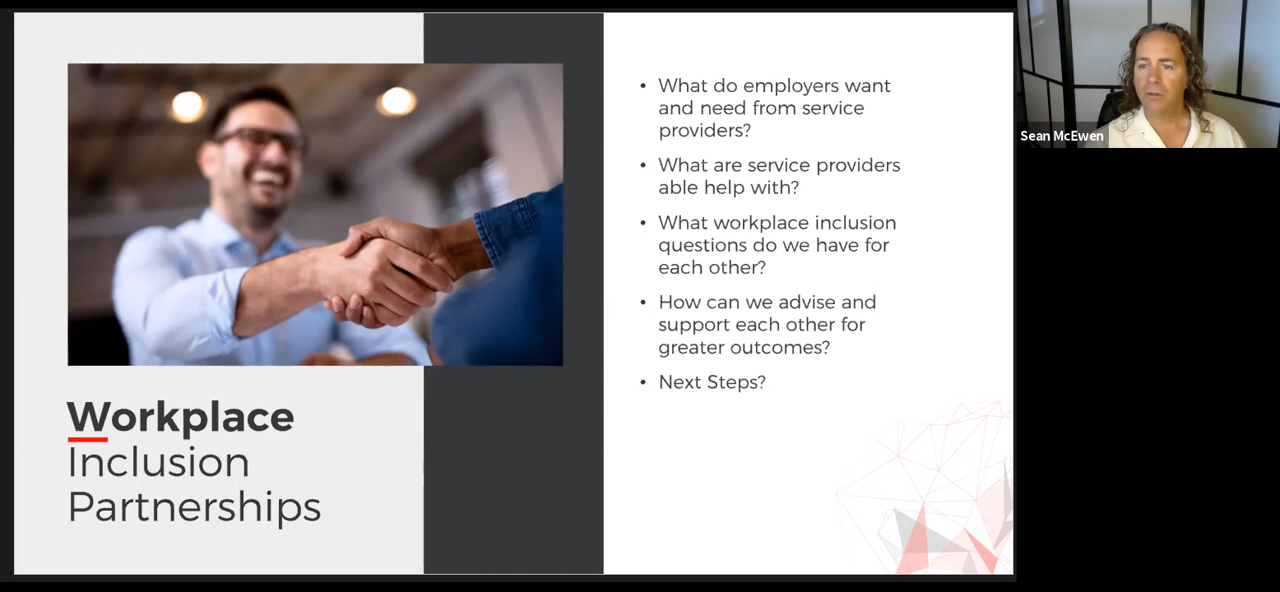 What do employers want
and need from service
providers?
What are service providers
able help with?
What workplace inclusion
questions do we have for
each other?
How can we advise and
support each other for
greater outcomes?
Next Steps?
Workplace
Inclusion
Partnerships
Sean McEwen